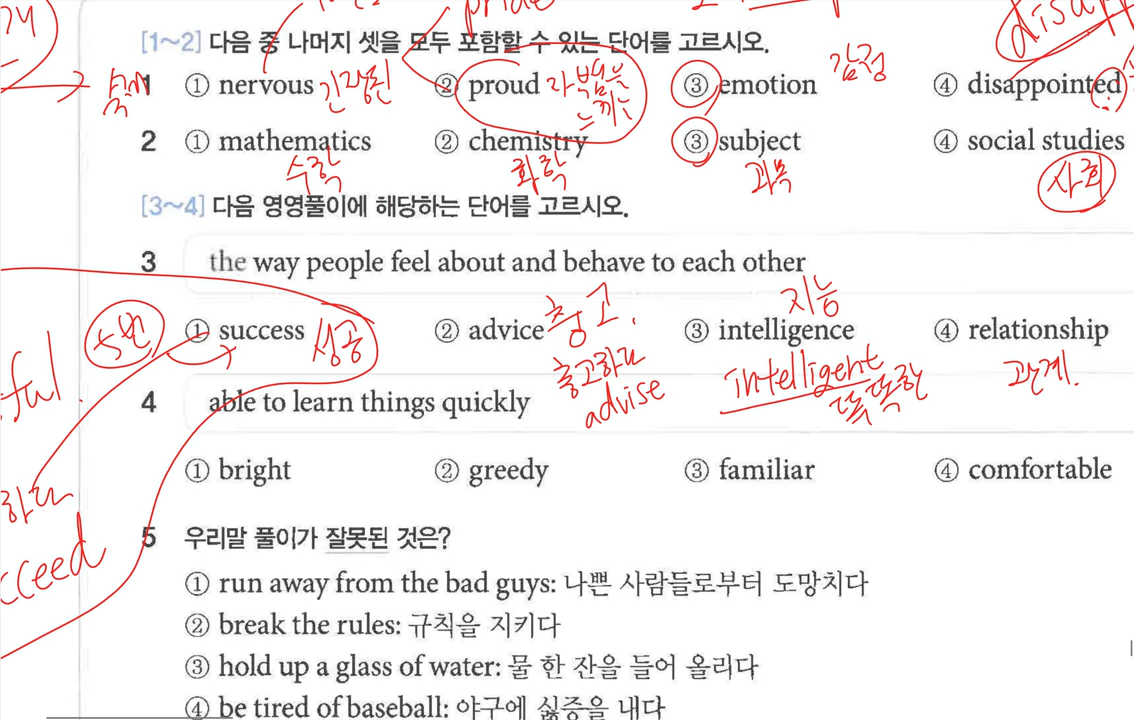 pride
[1~2] 다음 중 나머지 셋을 모두 포함할 수 있는 단어를 고르시오.
1 ① nervous 긴장된 ② proud 자부심을 느끼는 ③ emotion 감정 ④ disappointed
2 ① mathematics ② chemistry ③ subject ④ social studies
수학 화학 과목 사회
[3~4] 다음 영영풀이에 해당하는 단어를 고르시오.
3 the way people feel about and behave to each other
① success 성공 ② advice 충고 ③ intelligence 지능 ④ relationship
충고하다 advise intelligent 똑똑한 관계.
4 able to learn things quickly
① bright ② greedy ③ familiar ④ comfortable
5 우리말 풀이가 잘못된 것은?
① run away from the bad guys: 나쁜 사람들로부터 도망치다
② break the rules: 규칙을 지키다
③ hold up a glass of water: 물 한 잔을 들어 올리다
④ be tired of baseball: 야구에 싫증을 내다